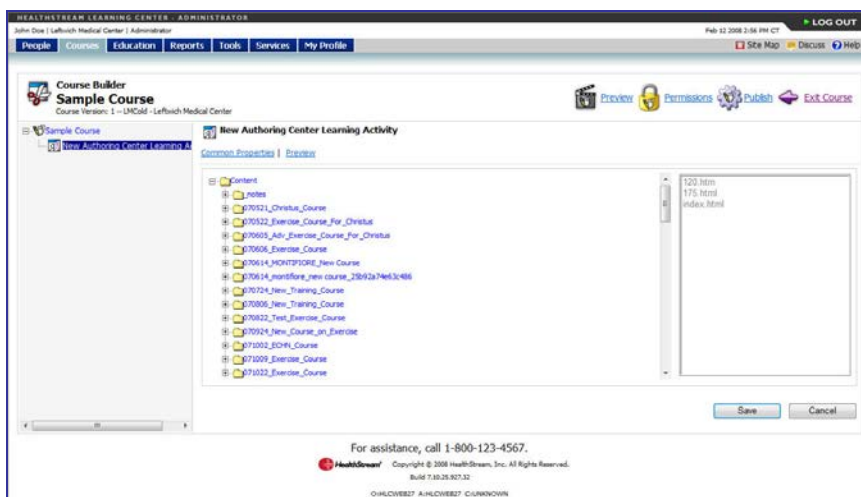 HEALTHSTREAM LEARNING CENTER - ADMINISTRATOR
LOG OUT
John Doe | Leftwich Medical Center | Administrator
Feb 12 2008 2:56 PM CT
People Courses Education Reports Tools Services My Profile
Site Map Discuss Help
Course Builder
Sample Course
Course Version: 1 -- LMCold - Leftwich Medical Center
Preview Permissions Publish Exit Course
Sample Course
New Authoring Center Learning A
New Authoring Center Learning Activity
Common Properties | Preview
Content
_notes
070521_Christus_Course
070522_Exercise_Course_For_Christus
070605_Adv_Exercise_Course_For_Christus
070606_Exercise_Course
070614_MONTIFIORE_New Course
070614_montifiore_new course_25b92a74e63c486
070724_New_Training_Course
070806_New_Training_Course
070822_Test_Exercise_Course
070924_New_Course_on_Exercise
071002_ECHN_Course
071009_Exercise_Course
071022_Exercise_Course
120.htm
175.html
index.html
Save Cancel
For assistance, call 1-800-123-4567.
HealthStream Copyright © 2008 HealthStream, Inc. All Rights Reserved.
Build 7.10.25.927.32
O:HLCWEB27 A:HLCWEB27 C:UNKNOWN